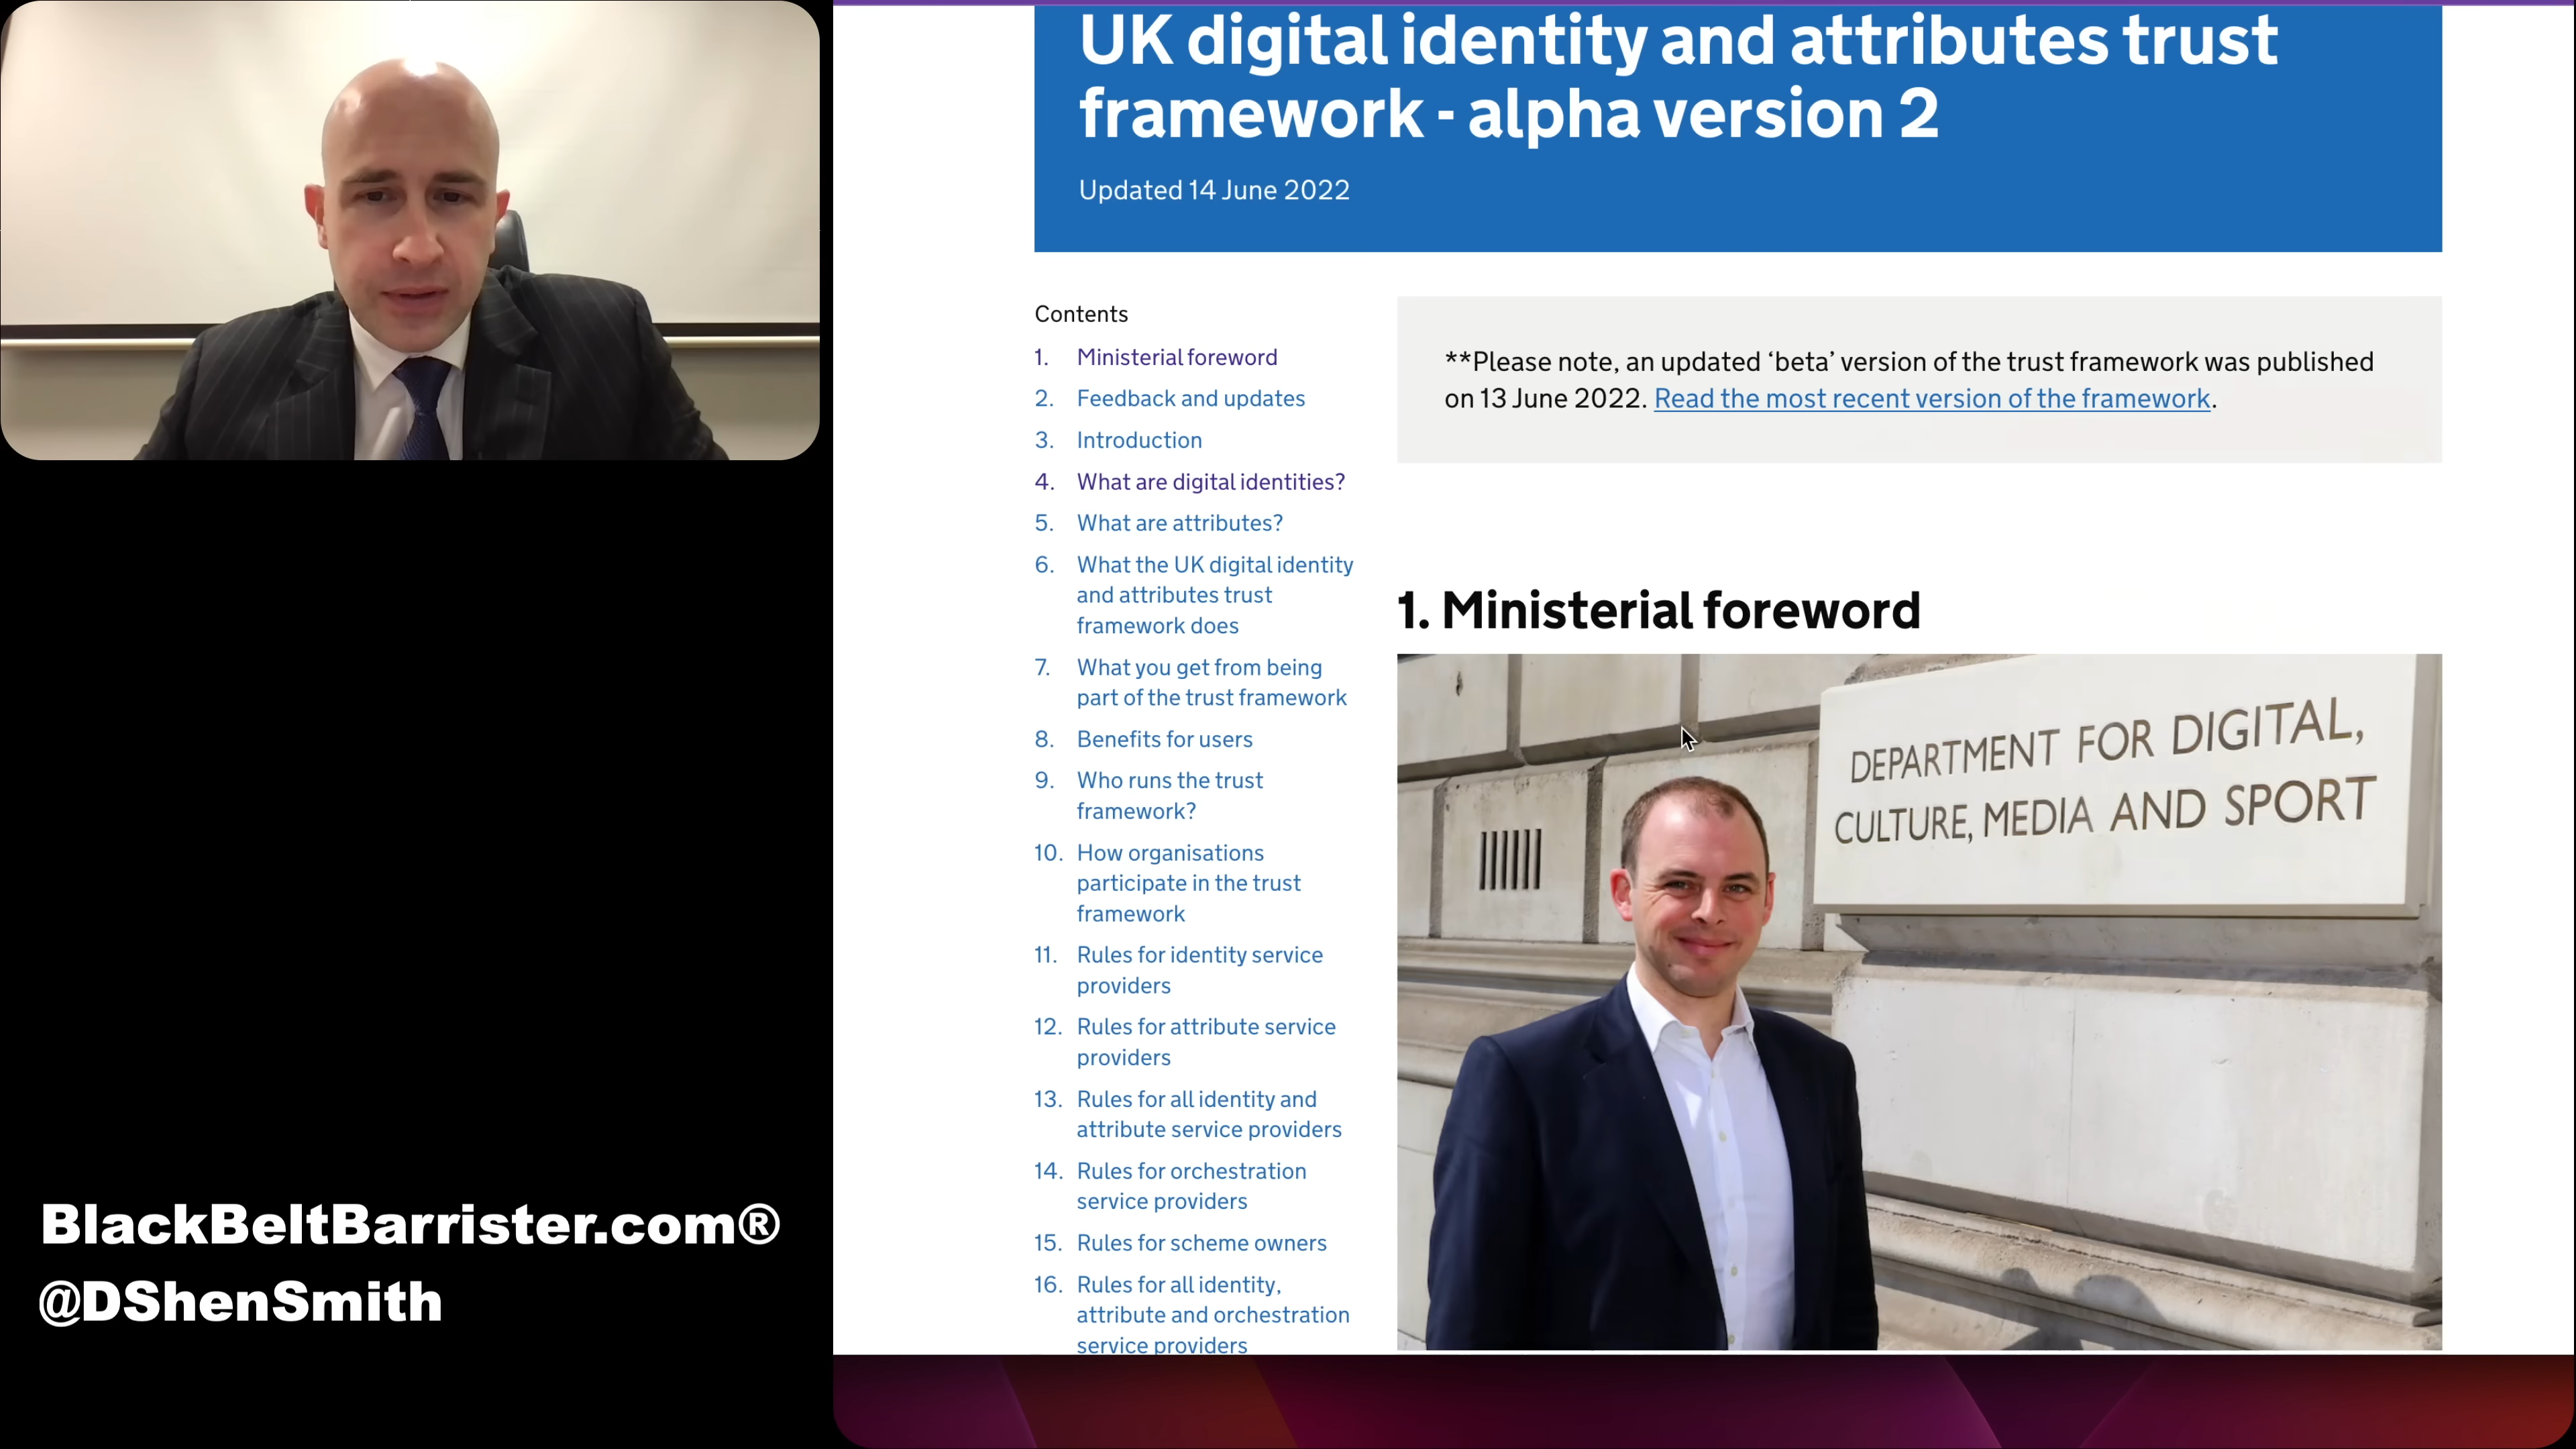 UK digital identity and attributes trust
framework - alpha version 2
Updated 14 June 2022
Contents
1. Ministerial foreword
2. Feedback and updates
3. Introduction
4. What are digital identities?
5. What are attributes?
6. What the UK digital identity
and attributes trust
framework does
7. What you get from being
part of the trust framework
8. Benefits for users
9. Who runs the trust
framework?
10. How organisations
participate in the trust
framework
11. Rules for identity service
providers
12. Rules for attribute service
providers
13. Rules for all identity and
attribute service providers
14. Rules for orchestration
service providers
15. Rules for scheme owners
16. Rules for all identity,
attribute and orchestration
service providers
**Please note, an updated ‘beta’ version of the trust framework was published
on 13 June 2022. Read the most recent version of the framework.
1. Ministerial foreword
DEPARTMENT FOR DIGITAL,
CULTURE, MEDIA AND SPORT
BlackBeltBarrister.com®
@DShenSmith